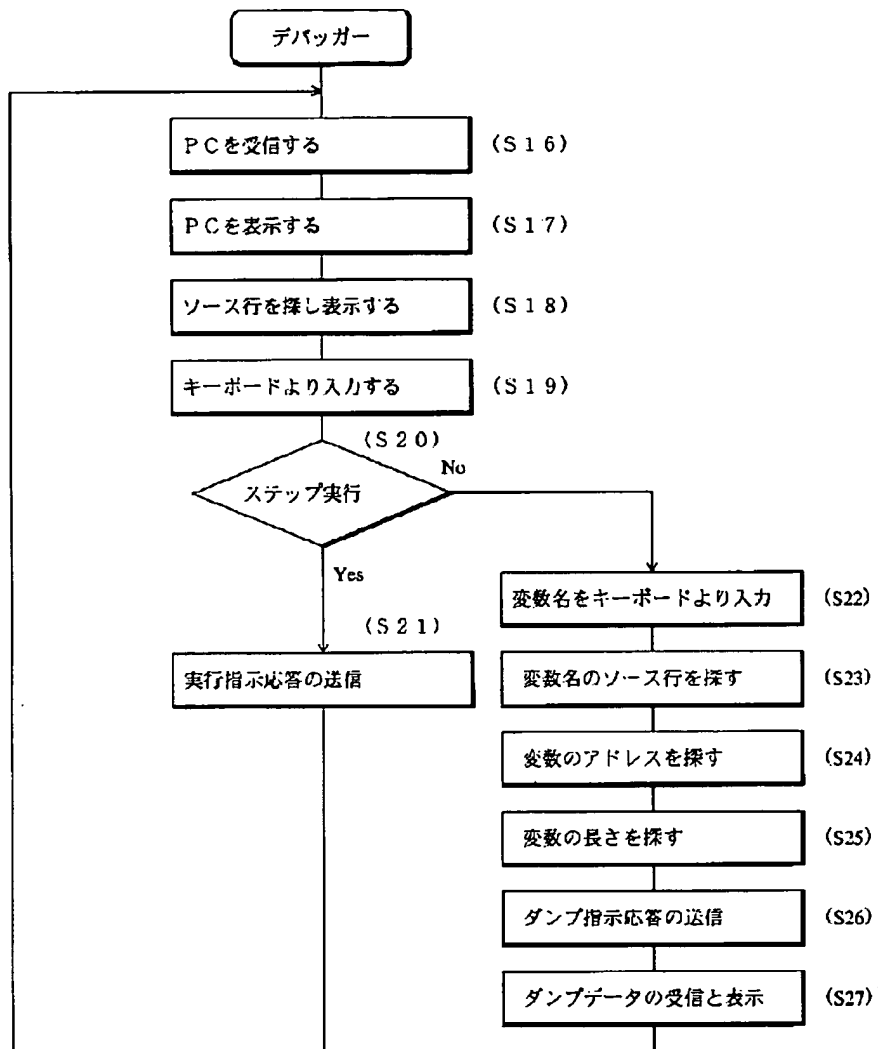 デバッガー
PCを受信する (S16)
PCを表示する (S17)
ソース行を探し表示する (S18)
キーボードより入力する (S19)
(S20)
ステップ実行
No
Yes
(S21)
実行指示応答の送信
変数名をキーボードより入力 (S22)
変数名のソース行を探す (S23)
変数のアドレスを探す (S24)
変数の長さを探す (S25)
ダンプ指示応答の送信 (S26)
ダンプデータの受信と表示 (S27)